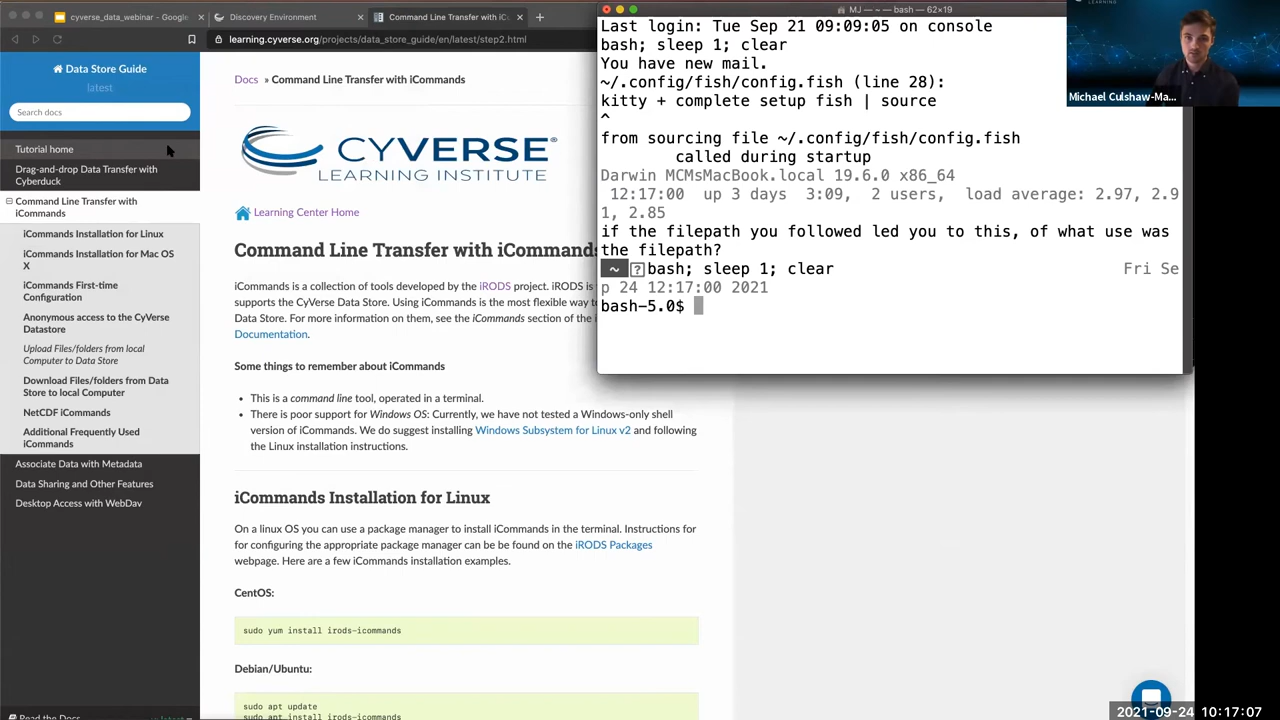 cyverse_data_webinar - Google
Discovery Environment
Command Line Transfer with iC
learning.cyverse.org/projects/data_store_guide/en/latest/step2.html
Data Store Guide
latest
Search docs
Tutorial home
Drag-and-drop Data Transfer with
Cyberduck
Command Line Transfer with
iCommands
iCommands Installation for Linux
iCommands Installation for Mac OS
X
iCommands First-time
Configuration
Anonymous access to the CyVerse
Datastore
Upload Files/folders from local
Computer to Data Store
Download Files/folders from Data
Store to local Computer
NetCDF iCommands
Additional Frequently Used
iCommands
Associate Data with Metadata
Data Sharing and Other Features
Desktop Access with WebDav
Read the Docs
Docs » Command Line Transfer with iCommands
CYVERSE
LEARNING INSTITUTE
Learning Center Home
Command Line Transfer with iCommands
iCommands is a collection of tools developed by the iRODS project. iRODS is
supports the CyVerse Data Store. Using iCommands is the most flexible way to
Data Store. For more information on them, see the iCommands section of the
Documentation.
Some things to remember about iCommands
This is a command line tool, operated in a terminal.
There is poor support for Windows OS: Currently, we have not tested a Windows-only shell
version of iCommands. We do suggest installing Windows Subsystem for Linux v2 and following
the Linux installation instructions.
iCommands Installation for Linux
On a linux OS you can use a package manager to install iCommands in the terminal. Instructions for
for configuring the appropriate package manager can be be found on the iRODS Packages
webpage. Here are a few iCommands installation examples.
CentOS:
sudo yum install irods-icommands
Debian/Ubuntu:
sudo apt update
sudo apt install irods-icommands
MJ — ~ — bash — 62×19
Last login: Tue Sep 21 09:09:05 on console
bash; sleep 1; clear
You have new mail.
~/.config/fish/config.fish (line 28):
kitty + complete setup fish | source
^
from sourcing file ~/.config/fish/config.fish
called during startup
Darwin MCMsMacBook.local 19.6.0 x86_64
12:17:00 up 3 days 3:09, 2 users, load average: 2.97, 2.9
1, 2.85
if the filepath you followed led you to this, of what use was
the filepath?
~ ? bash; sleep 1; clear Fri Se
p 24 12:17:00 2021
bash-5.0$
LEARNING
Michael Culshaw-Ma...
2021-09-24 10:17:07